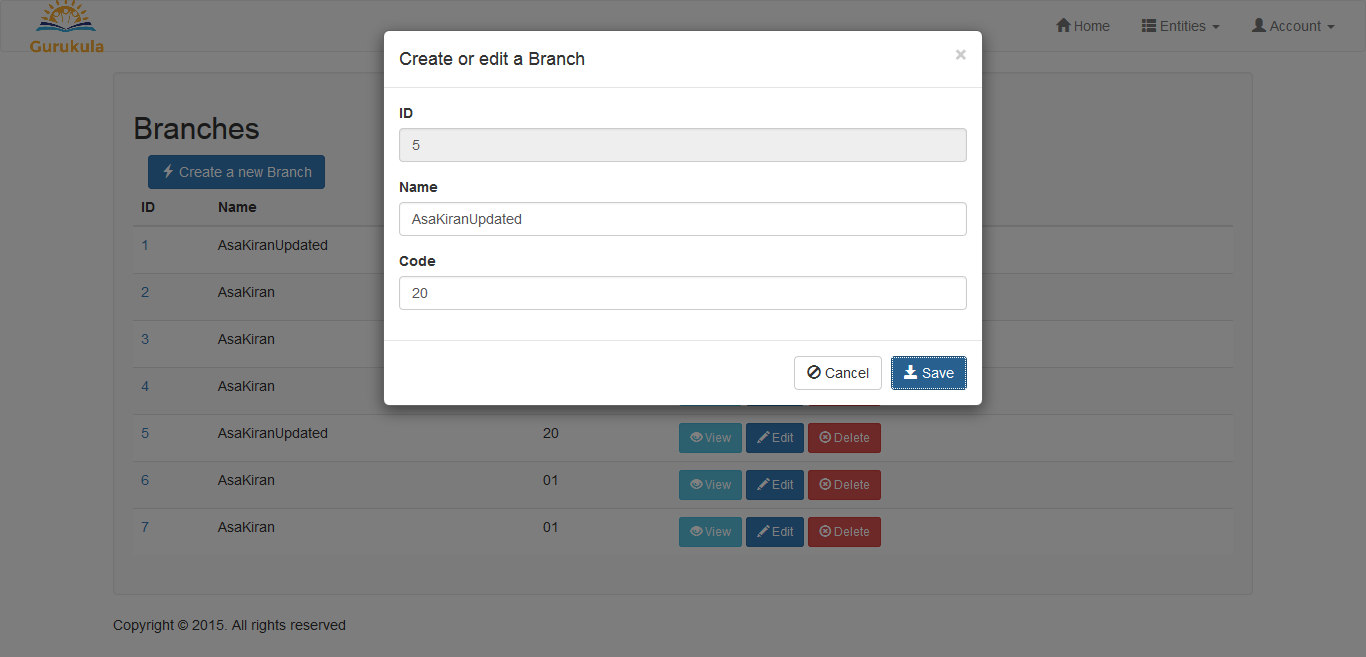 Gurukula
Home Entities Account
Create or edit a Branch ×
ID
5
Name
AsaKiranUpdated
Code
20
Cancel Save
Branches
Create a new Branch
ID Name
1 AsaKiranUpdated
2 AsaKiran
3 AsaKiran
4 AsaKiran
5 AsaKiranUpdated 20 View Edit Delete
6 AsaKiran 01 View Edit Delete
7 AsaKiran 01 View Edit Delete
Copyright © 2015. All rights reserved